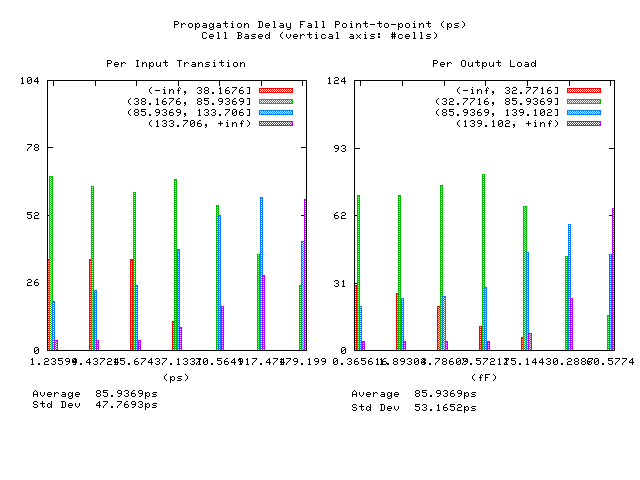 Propagation Delay Fall Point-to-point (ps)
Cell Based (vertical axis: #cells)
Per Input Transition
104
78
52
26
0
(-inf, 38.1676]
(38.1676, 85.9369]
(85.9369, 133.706]
(133.706, +inf)
(ps)
Average 85.9369ps
Std Dev 47.7693ps
Per Output Load
124
93
62
31
0
(-inf, 32.7716]
(32.7716, 85.9369]
(85.9369, 139.102]
(139.102, +inf)
(fF)
Average 85.9369ps
Std Dev 53.1652ps